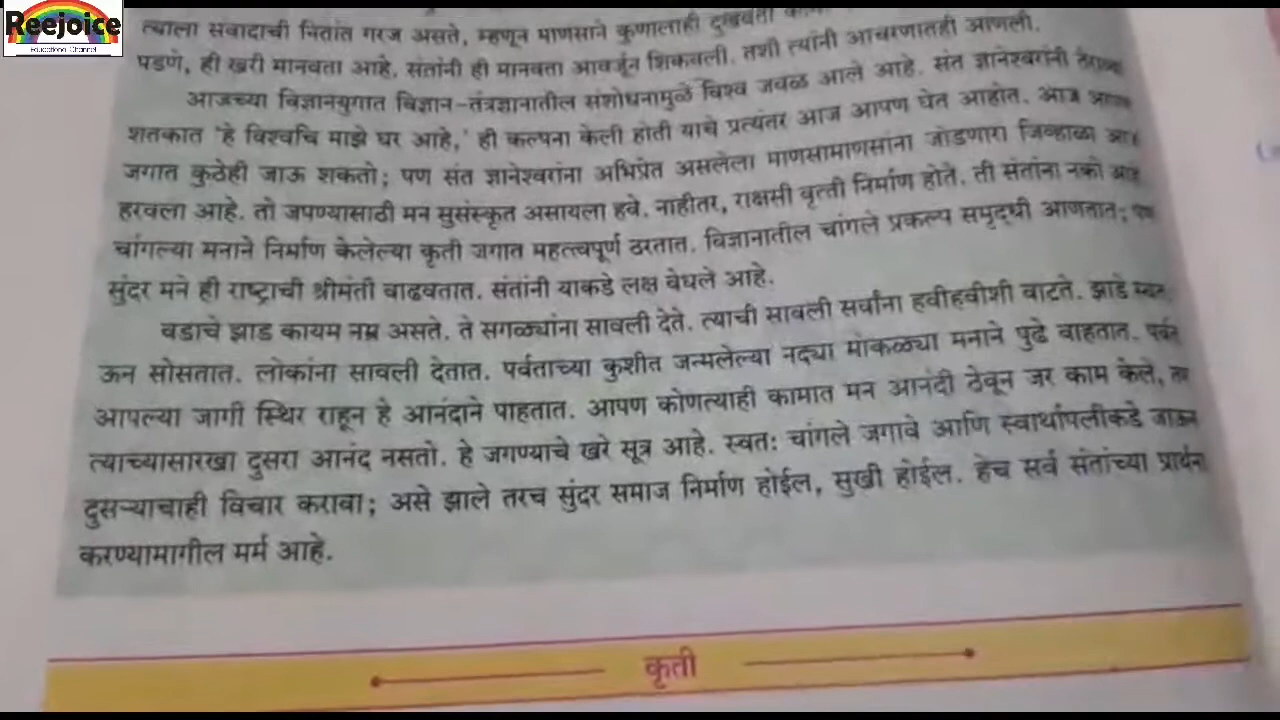 Reejoice
Educational Channel
त्याला संवादाची नितांत गरज असते, म्हणून माणसाने कुणालाही दुखवता
पडणे, ही खरी मानवता आहे. संतांनी ही मानवता आवर्जून शिकवली. तशी त्यांनी आचरणातही आणली.
आजच्या विज्ञानयुगात विज्ञान-तंत्रज्ञानातील संशोधनामुळे विश्व जवळ आले आहे. संत ज्ञानेश्वरांनी
शतकात 'हे विश्वचि माझे घर आहे,' ही कल्पना केली होती याचे प्रत्यंतर आज आपण घेत आहोत. आज
जगात कुठेही जाऊ शकतो; पण संत ज्ञानेश्वरांना अभिप्रेत असलेला माणसामाणसांना जोडणारा जिव्हाळा
हरवला आहे. तो जपण्यासाठी मन सुसंस्कृत असायला हवे. नाहीतर, राक्षसी वृत्ती निर्माण होते. ती संतांना नको
चांगल्या मनाने निर्माण केलेल्या कृती जगात महत्त्वपूर्ण ठरतात. विज्ञानातील चांगले प्रकल्प समृद्धी आणतात;
सुंदर मने ही राष्ट्राची श्रीमंती वाढवतात. संतांनी याकडे लक्ष वेधले आहे.
वडाचे झाड कायम नम्र असते. ते सगळ्यांना सावली देते. त्याची सावली सर्वांना हवीहवीशी वाटते. झाडे
ऊन सोसतात. लोकांना सावली देतात. पर्वताच्या कुशीत जन्मलेल्या नद्या मोकळ्या मनाने पुढे वाहतात.
आपल्या जागी स्थिर राहून हे आनंदाने पाहतात. आपण कोणत्याही कामात मन आनंदी ठेवून जर काम केले,
त्याच्यासारखा दुसरा आनंद नसतो. हे जगण्याचे खरे सूत्र आहे. स्वत: चांगले जगावे आणि स्वार्थापलीकडे जाऊन
दुसऱ्याचाही विचार करावा; असे झाले तरच सुंदर समाज निर्माण होईल, सुखी होईल. हेच सर्व संतांच्या
करण्यामागील मर्म आहे.
कृती